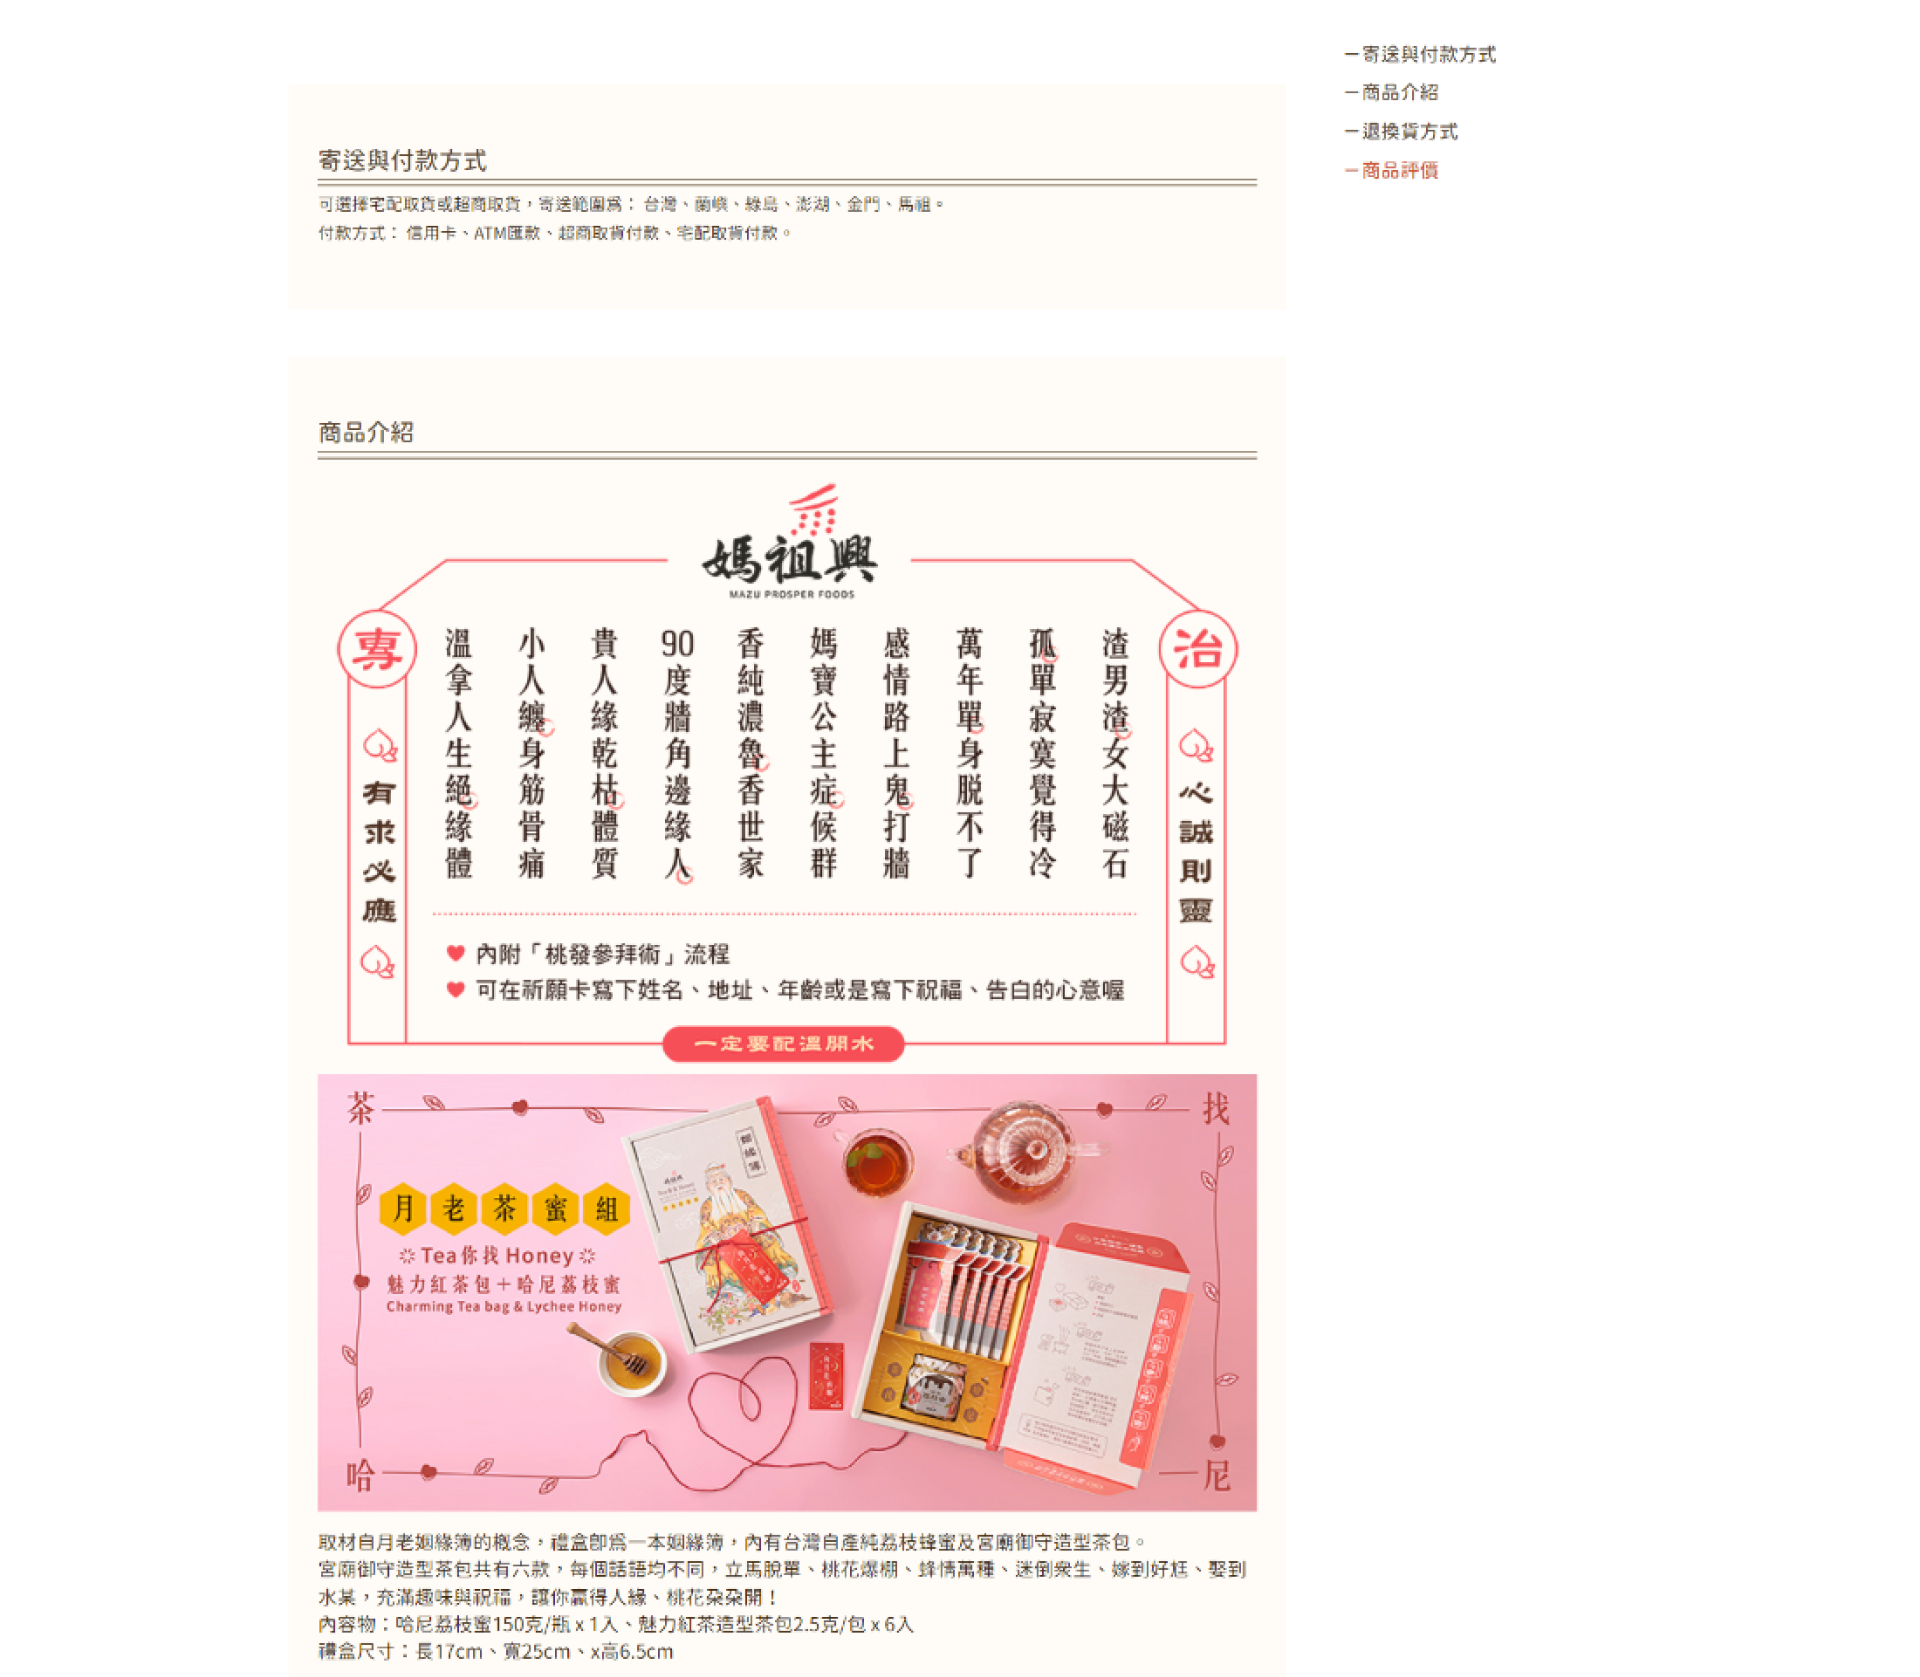 寄送與付款方式
可選擇宅配取貨或超商取貨，寄送範圍為： 台灣、蘭嶼、綠島、澎湖、金門、馬祖。
付款方式： 信用卡、ATM匯款、超商取貨付款、宅配取貨付款。
－寄送與付款方式
－商品介紹
－退換貨方式
－商品評價
商品介紹
媽祖興
MAZU PROSPER FOODS
專治
心誠則靈
渣男渣女大磁石
孤單寂寞覺得冷
萬年單身脫不了
感情路上鬼打牆
媽寶公主症候群
香純濃魯香世家
90度牆角邊緣人
貴人緣乾枯體質
小人纏身筋骨痛
溫拿人生絕緣體
有求必應
內附「桃發參拜術」流程
可在祈願卡寫下姓名、地址、年齡或是寫下祝福、告白的心意喔
一定要配溫開水
茶
找
哈
尼
月老茶蜜組
Tea你找Honey
魅力紅茶包＋哈尼荔枝蜜
Charming Tea bag & Lychee Honey
姻緣簿
取材自月老姻緣簿的概念，禮盒即為一本姻緣簿，內有台灣自產純荔枝蜂蜜及宮廟御守造型茶包。
宮廟御守造型茶包共有六款，每個話語均不同，立馬脫單、桃花爆棚、蜂情萬種、迷倒眾生、嫁到好尪、娶到
水某，充滿趣味與祝福，讓你贏得人緣、桃花朵朵開！
內容物：哈尼荔枝蜜150克/瓶 x 1入、魅力紅茶造型茶包2.5克/包 x 6入
禮盒尺寸：長17cm、寬25cm、x高6.5cm